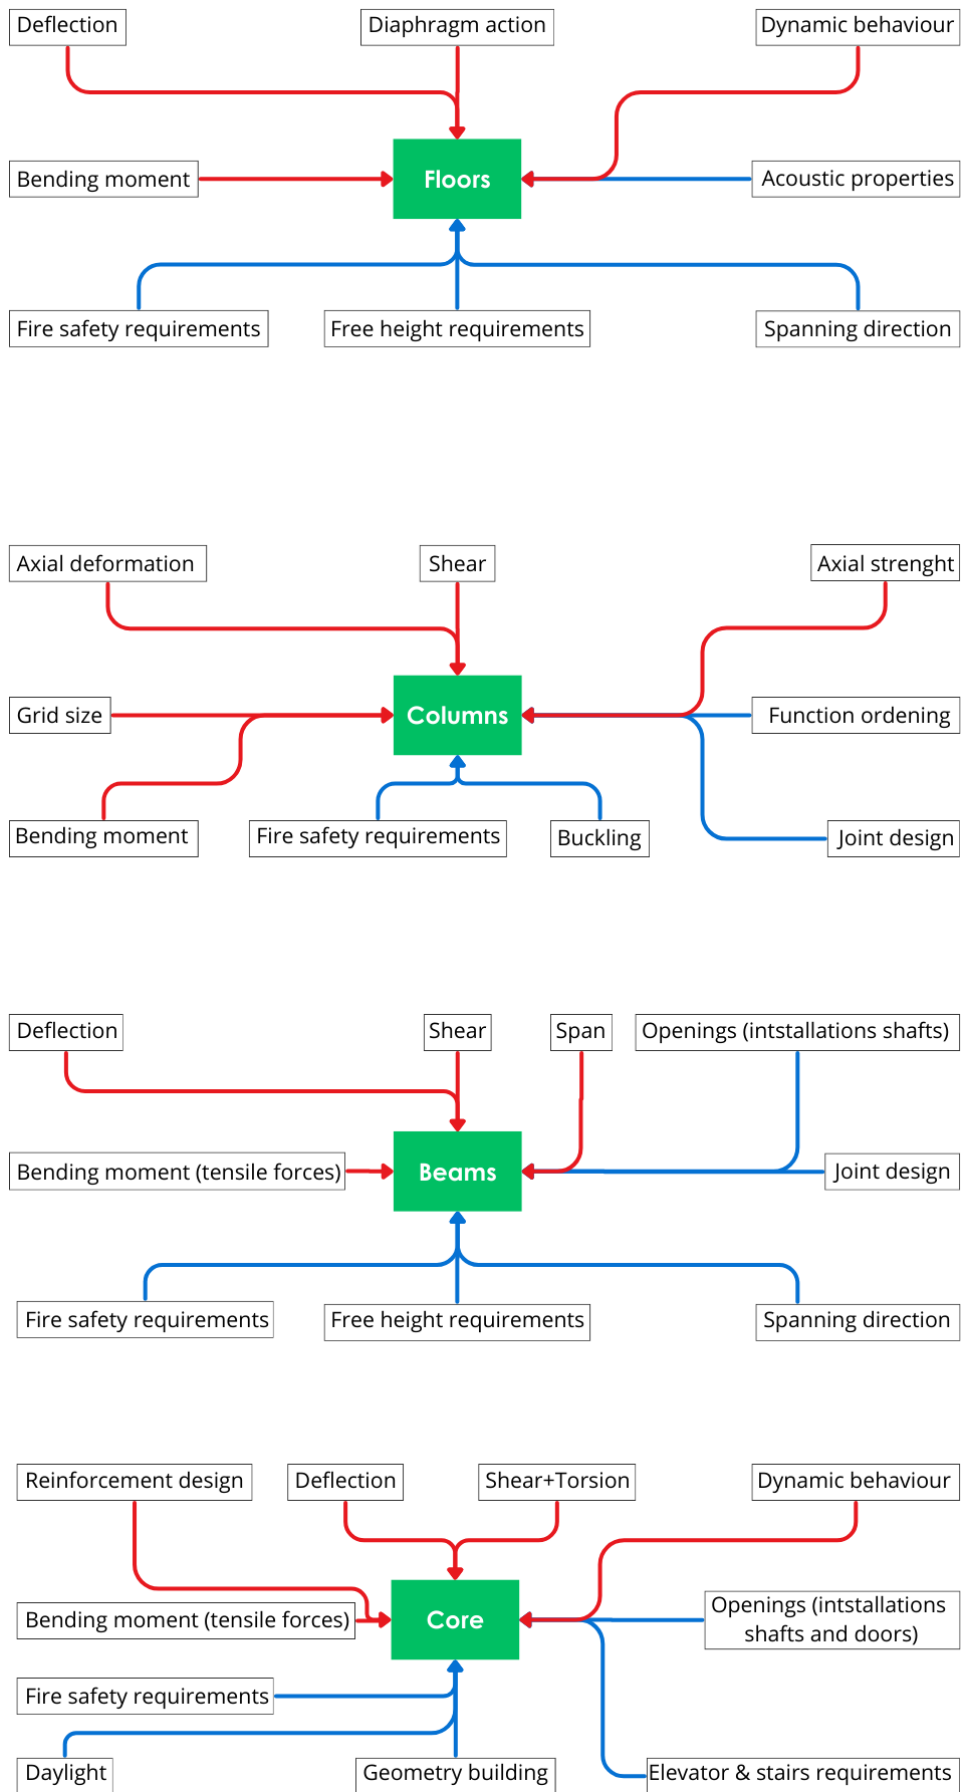 Deflection
Diaphragm action
Dynamic behaviour
Bending moment
Floors
Acoustic properties
Fire safety requirements
Free height requirements
Spanning direction
Axial deformation
Shear
Axial strenght
Grid size
Columns
Function ordening
Bending moment
Fire safety requirements
Buckling
Joint design
Deflection
Shear
Span
Openings (intstallations shafts)
Bending moment (tensile forces)
Beams
Joint design
Fire safety requirements
Free height requirements
Spanning direction
Reinforcement design
Deflection
Shear+Torsion
Dynamic behaviour
Bending moment (tensile forces)
Core
Openings (intstallations
shafts and doors)
Fire safety requirements
Daylight
Geometry building
Elevator & stairs requirements